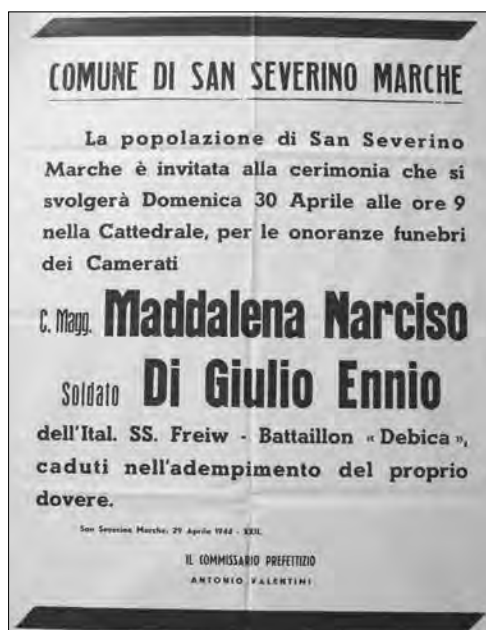 COMUNE DI SAN SEVERINO MARCHE
La popolazione di San Severino
Marche è invitata alla cerimonia che si
svolgerà Domenica 30 Aprile alle ore 9
nella Cattedrale, per le onoranze funebri
dei Camerati
C. Magg. Maddalena Narciso
Soldato Di Giulio Ennio
dell'Ital. SS. Freiw - Battaillon « Debica »,
caduti nell'adempimento del proprio
dovere.
San Severino Marche, 29 Aprile 1944 - XXII.
IL COMMISSARIO PREFETTIZIO
ANTONIO VALENTINI